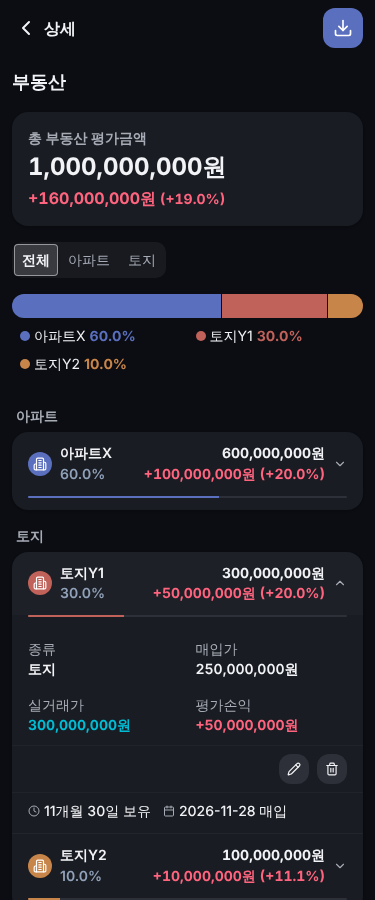 상세
부동산
총 부동산 평가금액
1,000,000,000원
+160,000,000원 (+19.0%)
전체 아파트 토지
아파트X 60.0% 토지Y1 30.0%
토지Y2 10.0%
아파트
아파트X 600,000,000원
60.0% +100,000,000원 (+20.0%)
토지
토지Y1 300,000,000원
30.0% +50,000,000원 (+20.0%)
종류 매입가
토지 250,000,000원
실거래가 평가손익
300,000,000원 +50,000,000원
11개월 30일 보유 2026-11-28 매입
토지Y2 100,000,000원
10.0% +10,000,000원 (+11.1%)